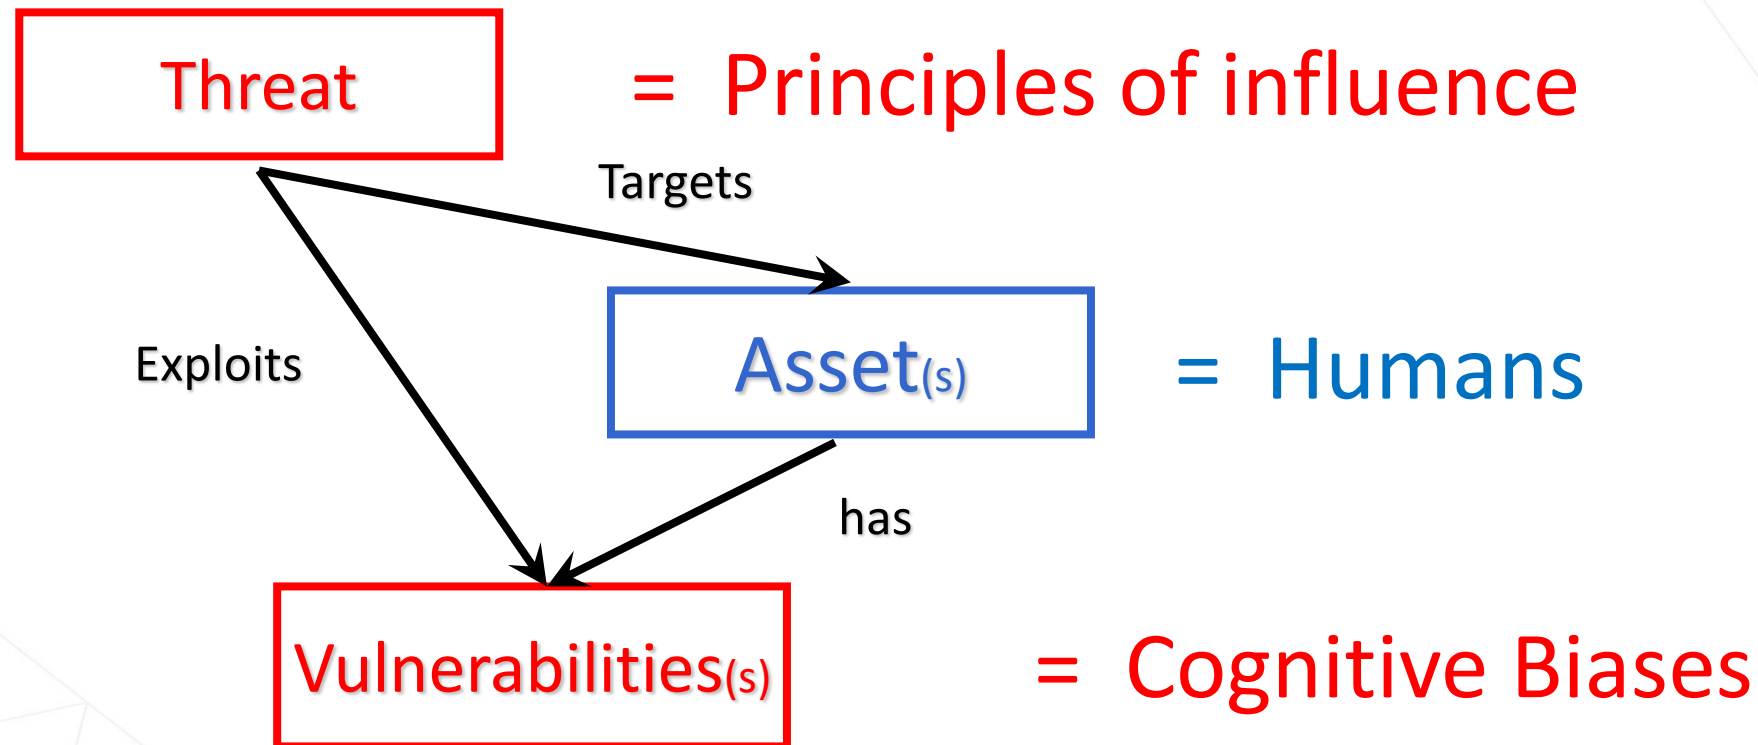 Threat = Principles of influence
Targets
Exploits
Asset(s) = Humans
has
Vulnerabilities(s) = Cognitive Biases